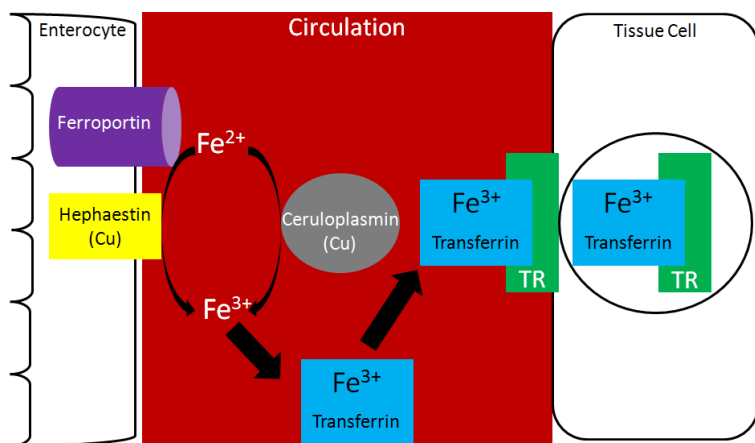 Enterocyte
Circulation
Tissue Cell
Ferroportin
Fe²⁺
Hephaestin
(Cu)
Ceruloplasmin
(Cu)
Fe³⁺
Transferrin
TR
Fe³⁺
Transferrin
TR
Fe³⁺
Fe³⁺
Transferrin